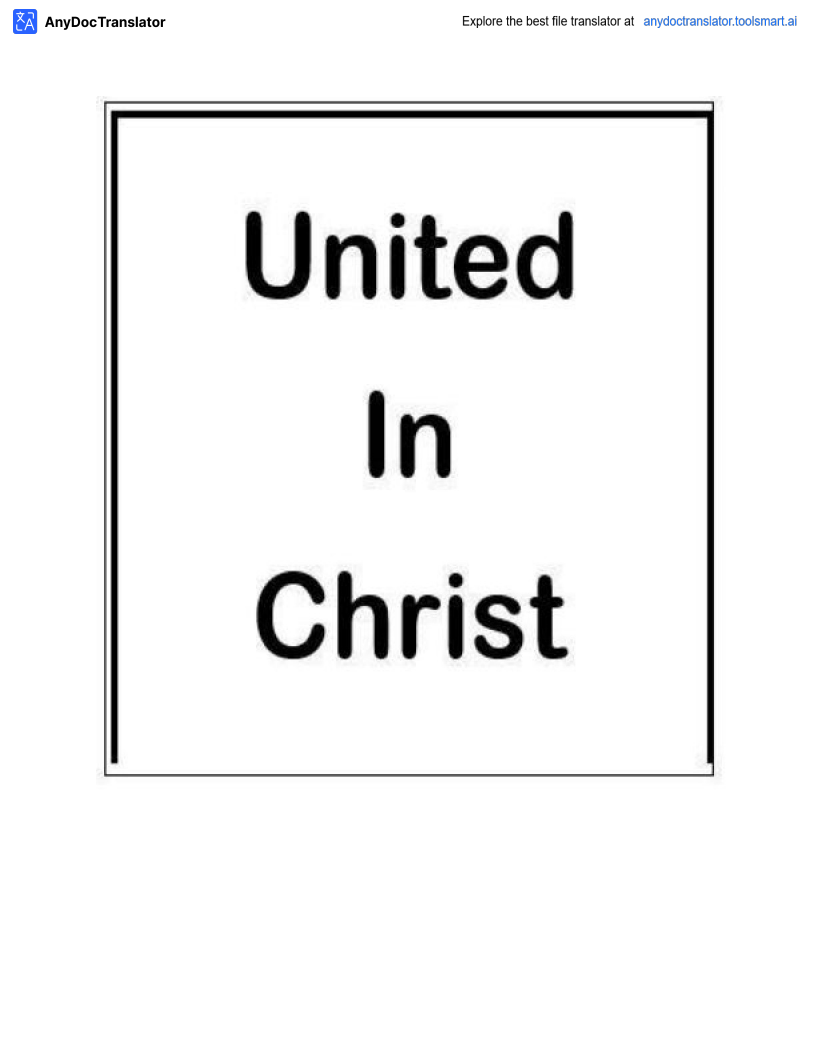 AnyDocTranslator
Explore the best file translator at anydoctranslator.toolsmart.ai
United
In
Christ